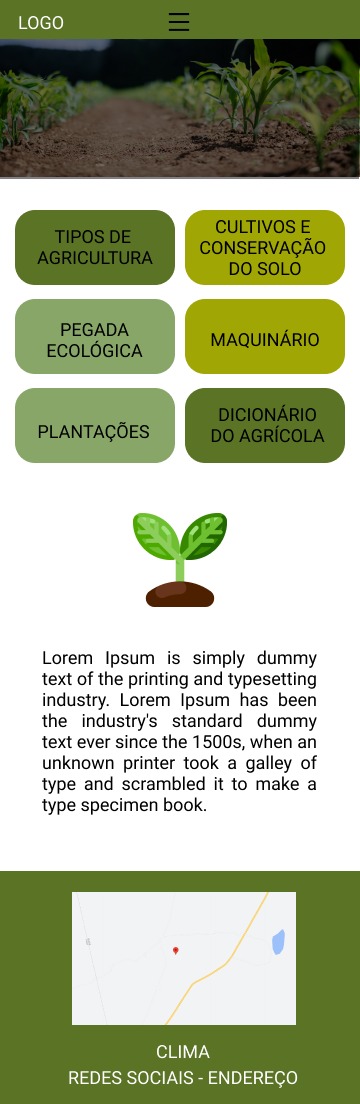 LOGO
TIPOS DE
AGRICULTURA
CULTIVOS E
CONSERVAÇÃO
DO SOLO
PEGADA
ECOLÓGICA
MAQUINÁRIO
PLANTAÇÕES
DICIONÁRIO
DO AGRÍCOLA
Lorem Ipsum is simply dummy
text of the printing and typesetting
industry. Lorem Ipsum has been
the industry's standard dummy
text ever since the 1500s, when an
unknown printer took a galley of
type and scrambled it to make a
type specimen book.
CLIMA
REDES SOCIAIS - ENDEREÇO